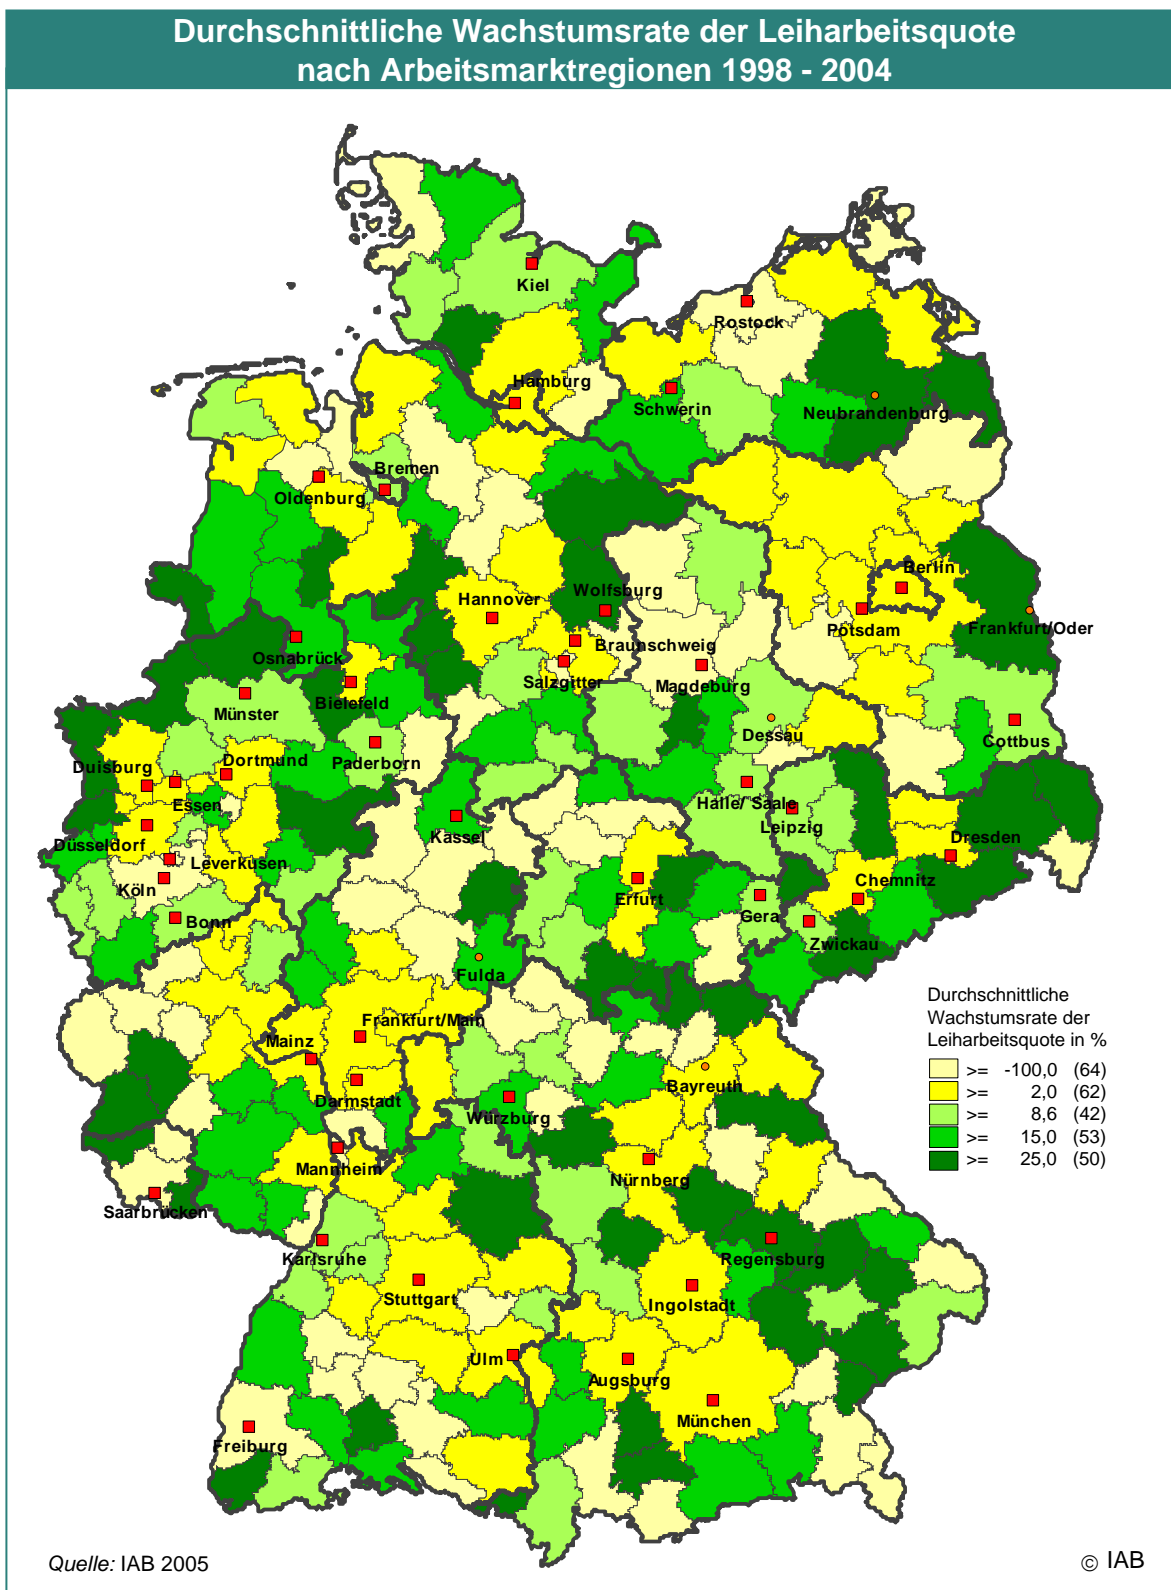 Durchschnittliche Wachstumsrate der Leiharbeitsquote
nach Arbeitsmarktregionen 1998 - 2004
Kiel
Rostock
Hamburg
Schwerin
Neubrandenburg
Bremen
Oldenburg
Berlin
Wolfsburg
Hannover
Potsdam
Frankfurt/Oder
Osnabrück
Braunschweig
Salzgitter
Magdeburg
Bielefeld
Münster
Dessau
Cottbus
Duisburg
Dortmund
Paderborn
Essen
Halle/ Saale
Leipzig
Düsseldorf
Kassel
Dresden
Leverkusen
Köln
Chemnitz
Erfurt
Bonn
Gera
Zwickau
Fulda
Frankfurt/Main
Mainz
Bayreuth
Darmstadt
Würzburg
Mannheim
Nürnberg
Saarbrücken
Karlsruhe
Regensburg
Stuttgart
Ingolstadt
Ulm
Augsburg
München
Freiburg
Durchschnittliche
Wachstumsrate der
Leiharbeitsquote in %
>= -100,0 (64)
>= 2,0 (62)
>= 8,6 (42)
>= 15,0 (53)
>= 25,0 (50)
Quelle: IAB 2005
© IAB